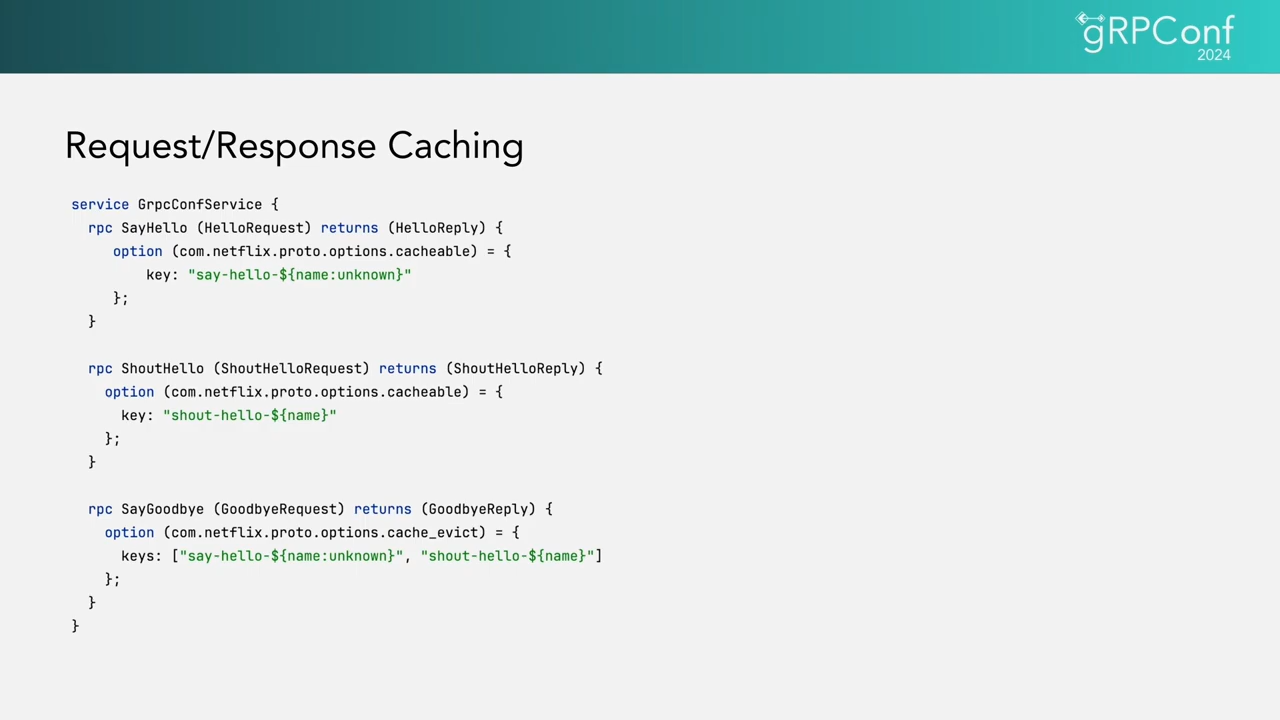 gRPConf
2024
Request/Response Caching
service GrpcConfService {
  rpc SayHello (HelloRequest) returns (HelloReply) {
     option (com.netflix.proto.options.cacheable) = {
         key: "say-hello-${name:unknown}"
     };
  }

  rpc ShoutHello (ShoutHelloRequest) returns (ShoutHelloReply) {
    option (com.netflix.proto.options.cacheable) = {
      key: "shout-hello-${name}"
    };
  }

  rpc SayGoodbye (GoodbyeRequest) returns (GoodbyeReply) {
    option (com.netflix.proto.options.cache_evict) = {
      keys: ["say-hello-${name:unknown}", "shout-hello-${name}"]
    };
  }
}